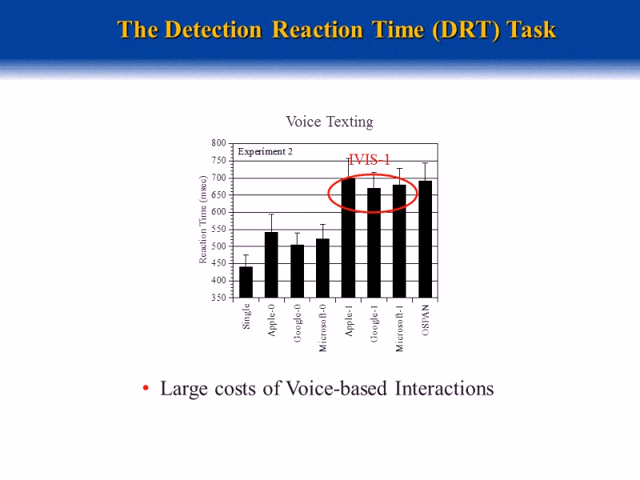 The Detection Reaction Time (DRT) Task
Voice Texting
Experiment 2
IVIS-1
Reaction Time (msec)
800
750
700
650
600
550
500
450
400
350
Single
Apple-0
Google-0
Microsoft-0
Apple-1
Google-1
Microsoft-1
OSPAN
• Large costs of Voice-based Interactions